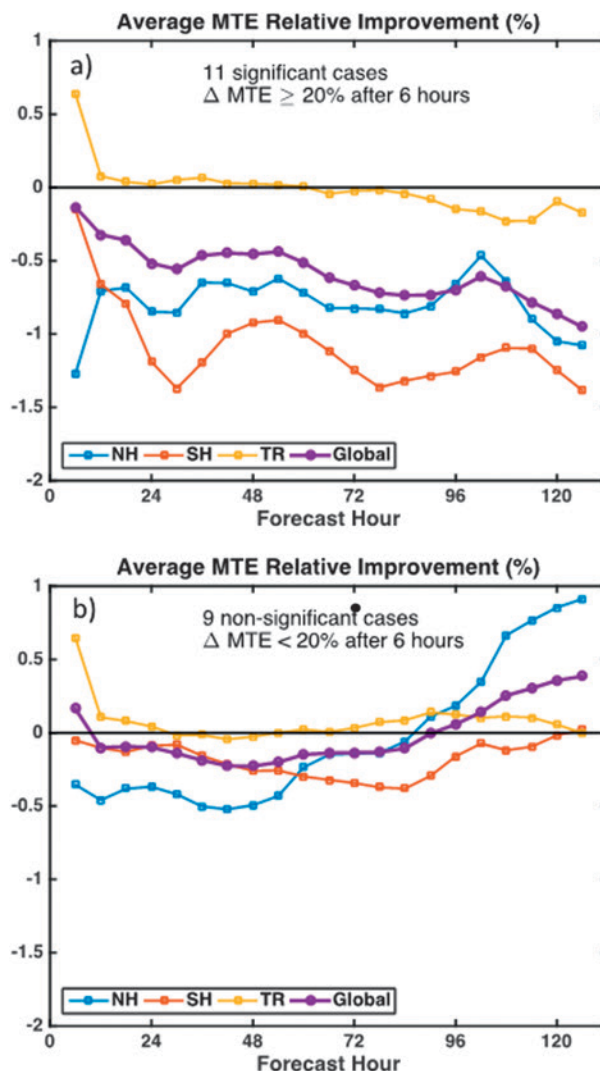 Average MTE Relative Improvement (%)
a)
11 significant cases
Δ MTE ≥ 20% after 6 hours
1
0.5
0
-0.5
-1
-1.5
-2
NH SH TR Global
0 24 48 72 96 120
Forecast Hour
Average MTE Relative Improvement (%)
b)
9 non-significant cases
Δ MTE < 20% after 6 hours
1
0.5
0
-0.5
-1
-1.5
-2
NH SH TR Global
0 24 48 72 96 120
Forecast Hour